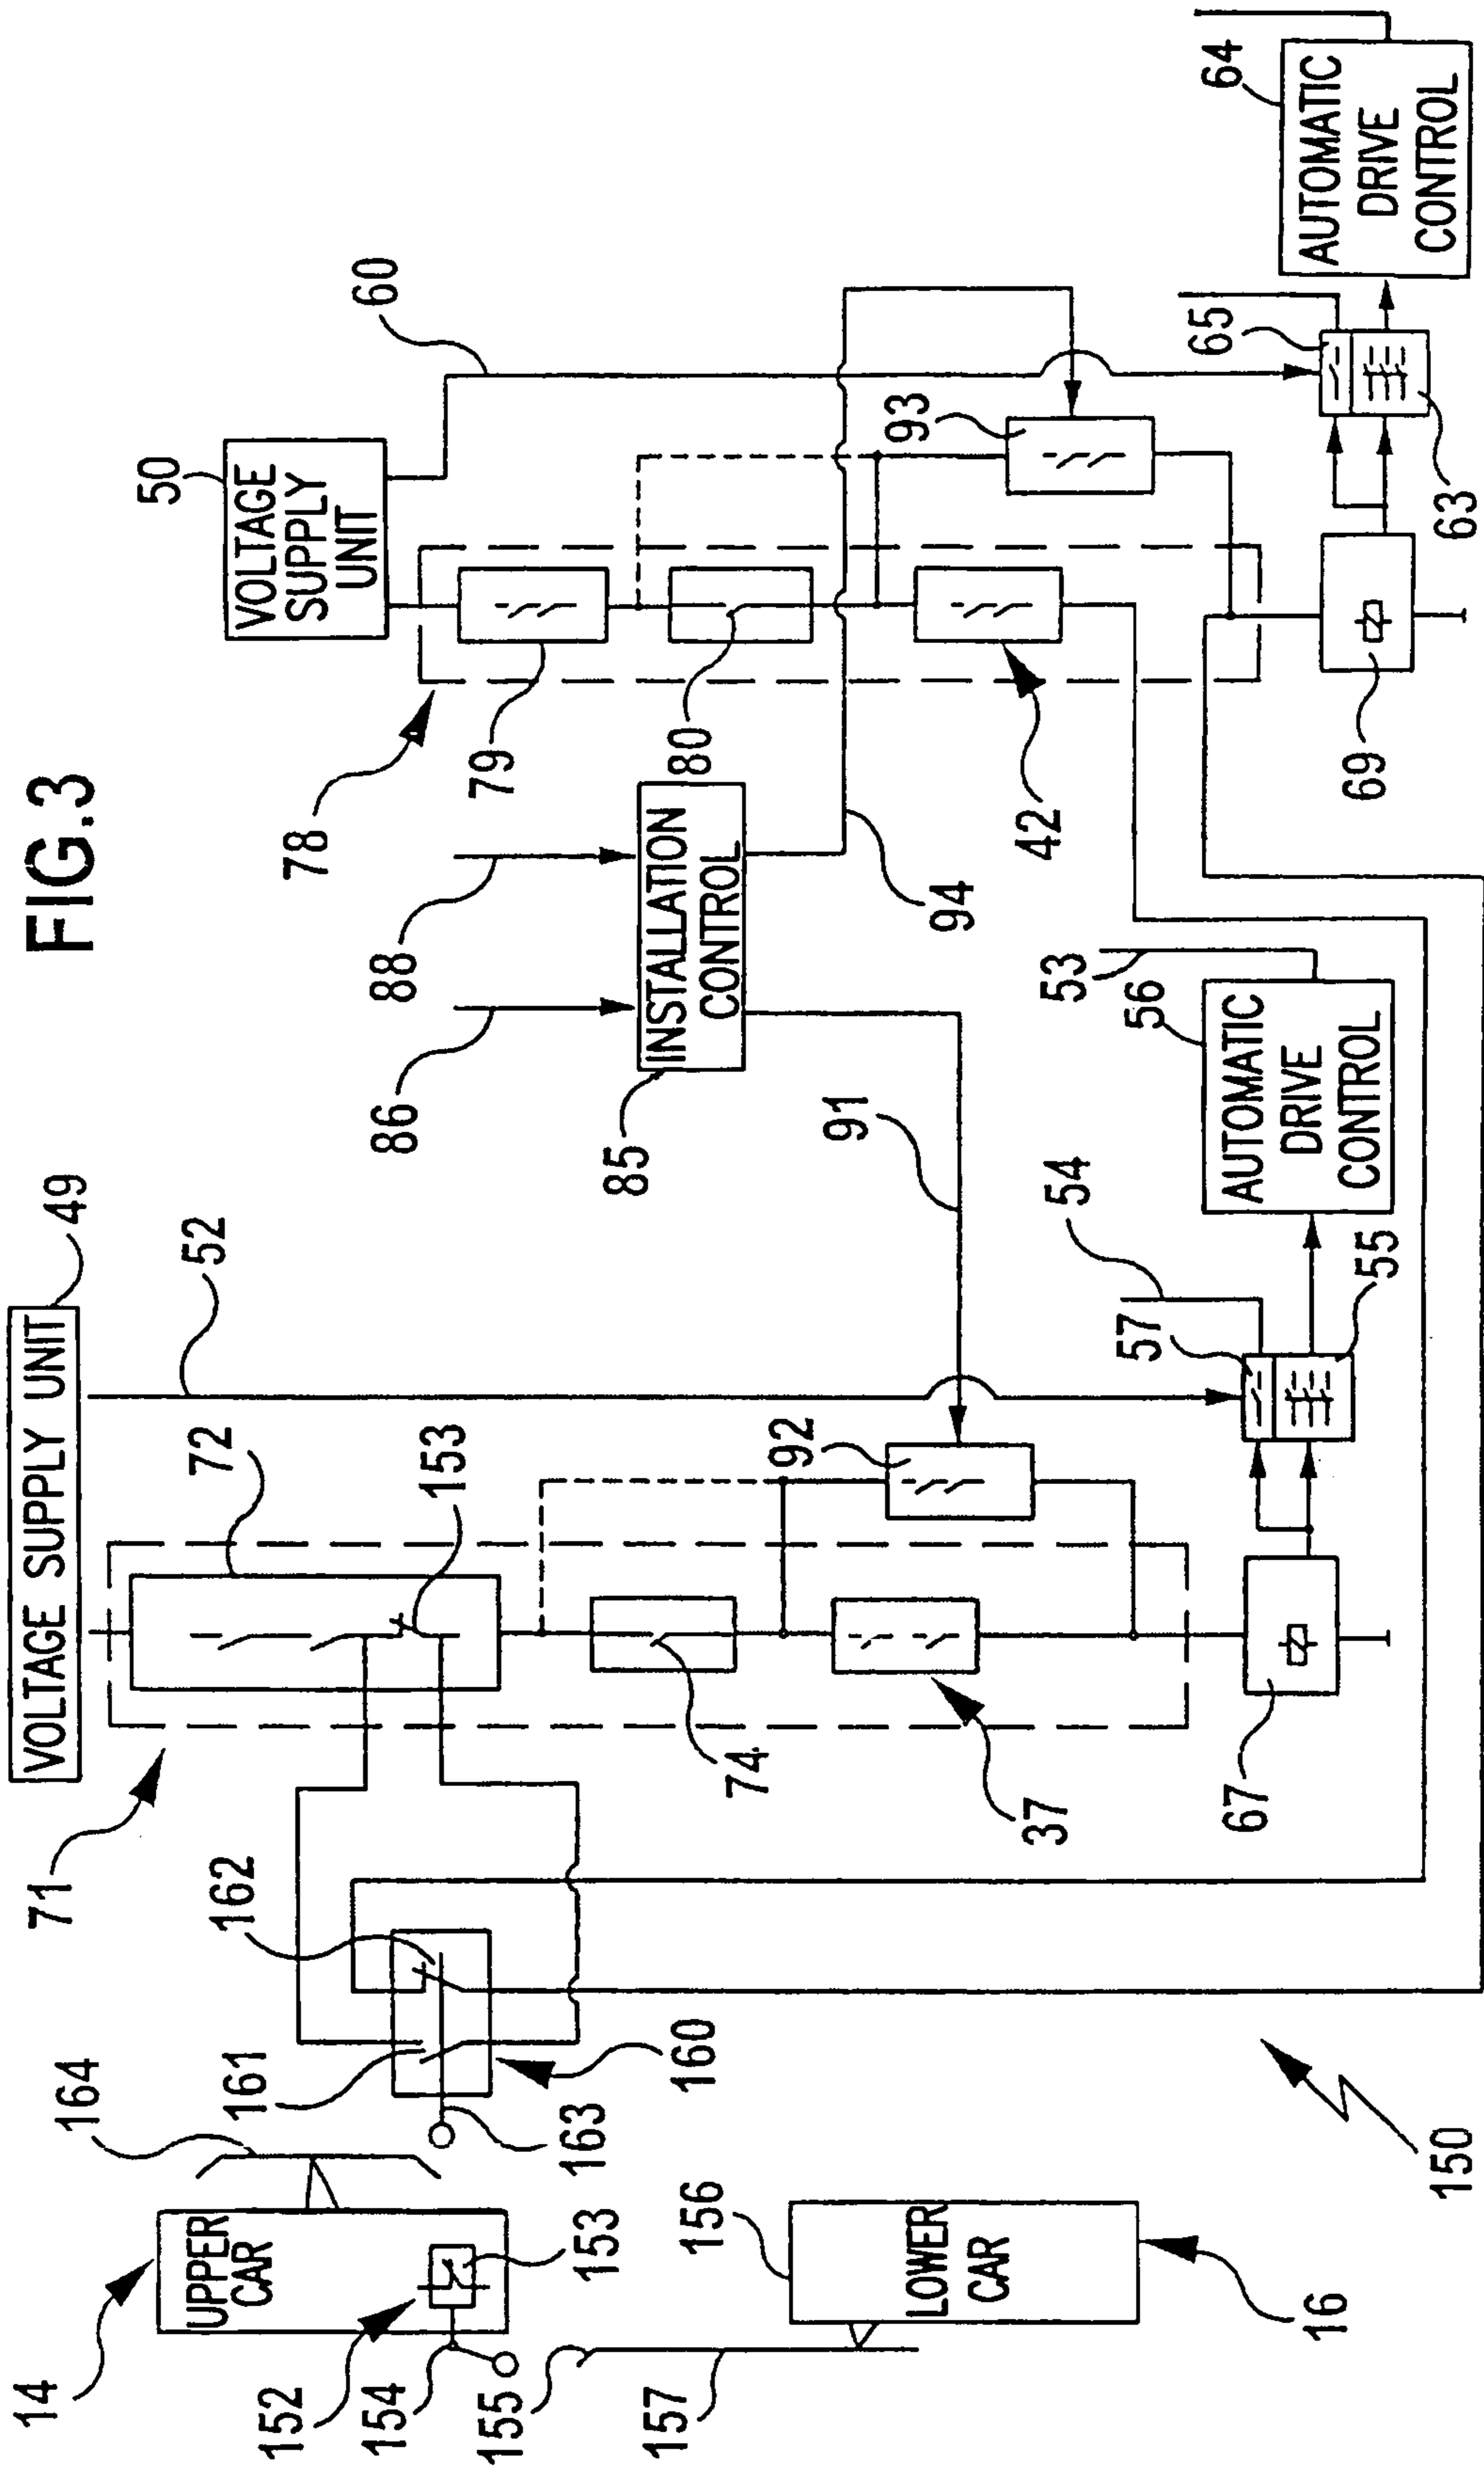 FIG.3
VOLTAGE SUPPLY UNIT
49
52
71
72
153
74
37
92
91
67
57
54
55
56
53
AUTOMATIC
DRIVE
CONTROL
86
88
85
INSTALLATION
CONTROL
94
78
79
80
42
50
VOLTAGE
SUPPLY
UNIT
60
93
69
65
63
64
AUTOMATIC
DRIVE
CONTROL
14
UPPER
CAR
164
152
153
154
155
157
156
LOWER
CAR
16
161
162
163
160
150